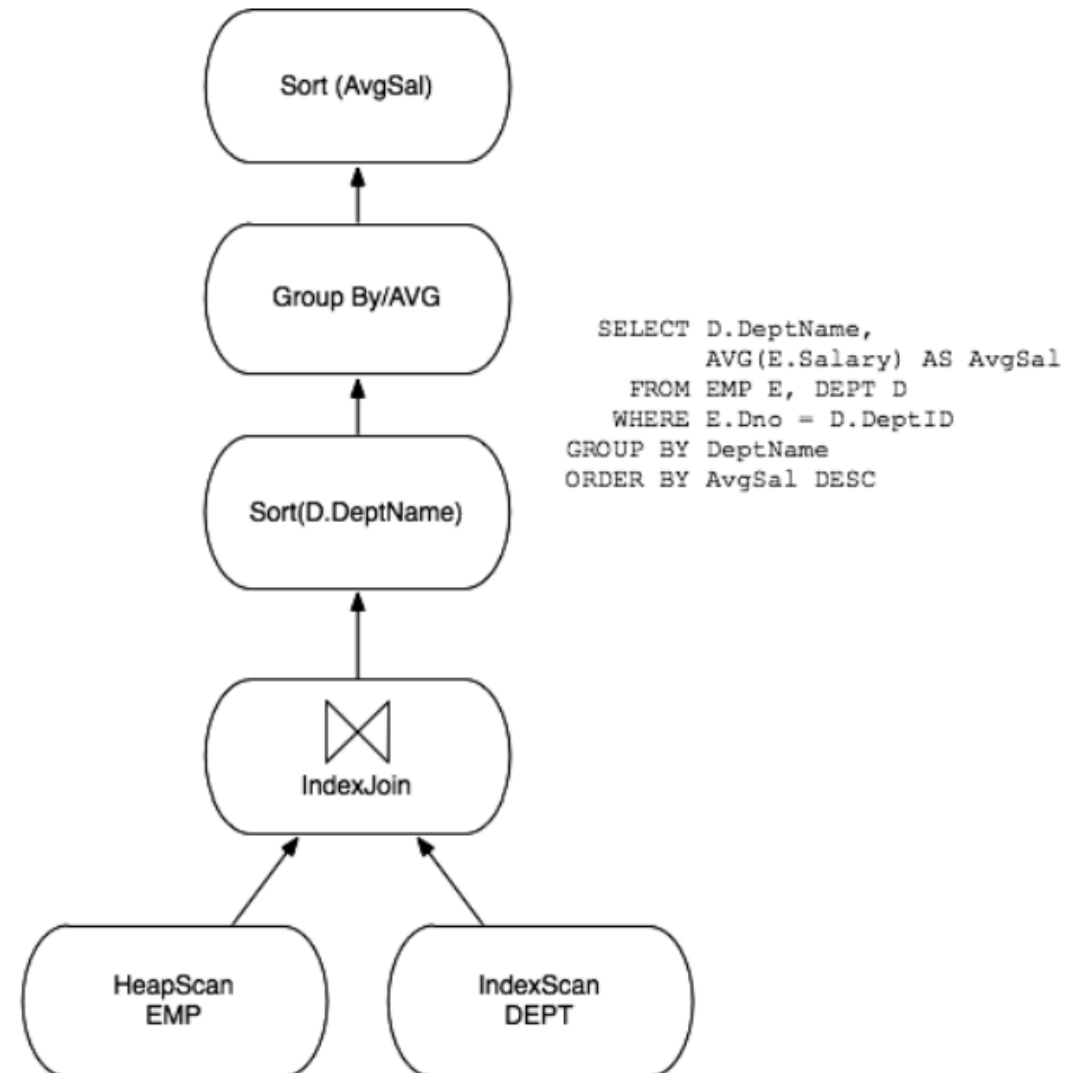 Sort (AvgSal)
Group By/AVG
SELECT D.DeptName,
AVG(E.Salary) AS AvgSal
FROM EMP E, DEPT D
WHERE E.Dno = D.DeptID
GROUP BY DeptName
ORDER BY AvgSal DESC
Sort(D.DeptName)
IndexJoin
HeapScan
EMP
IndexScan
DEPT